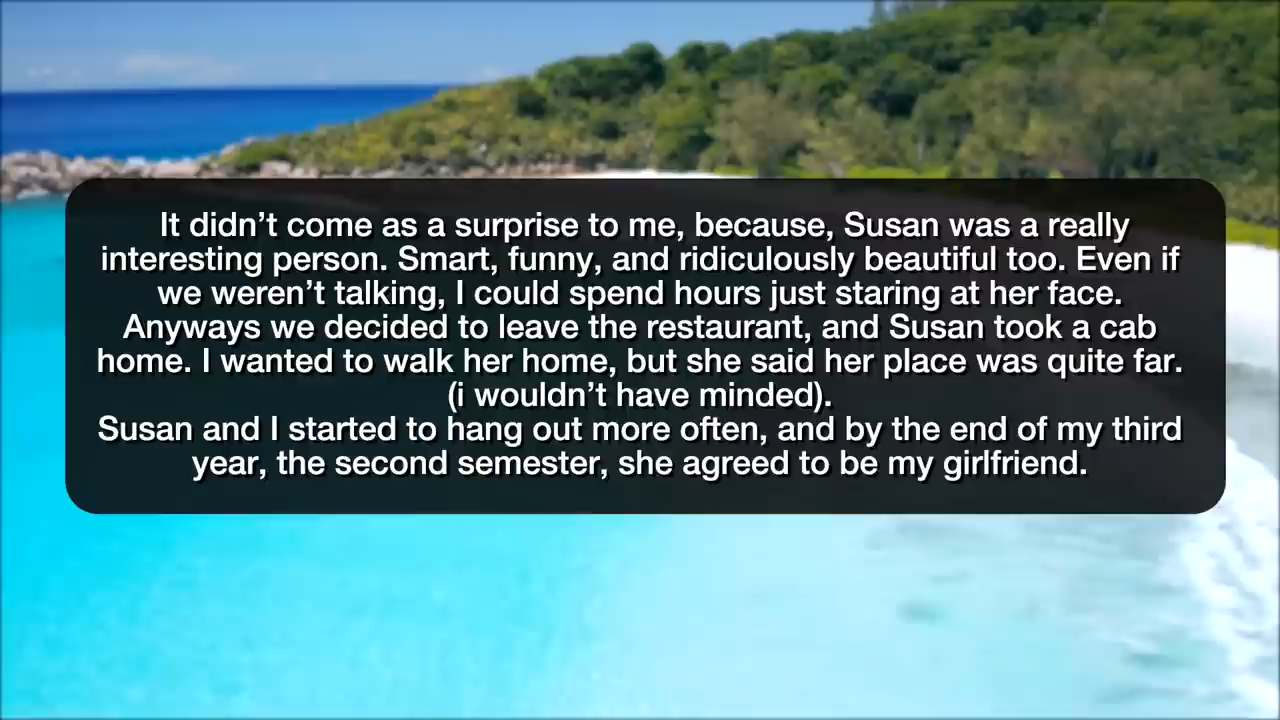 It didn’t come as a surprise to me, because, Susan was a really
interesting person. Smart, funny, and ridiculously beautiful too. Even if
we weren’t talking, I could spend hours just staring at her face.
Anyways we decided to leave the restaurant, and Susan took a cab
home. I wanted to walk her home, but she said her place was quite far.
(i wouldn’t have minded).
Susan and I started to hang out more often, and by the end of my third
year, the second semester, she agreed to be my girlfriend.